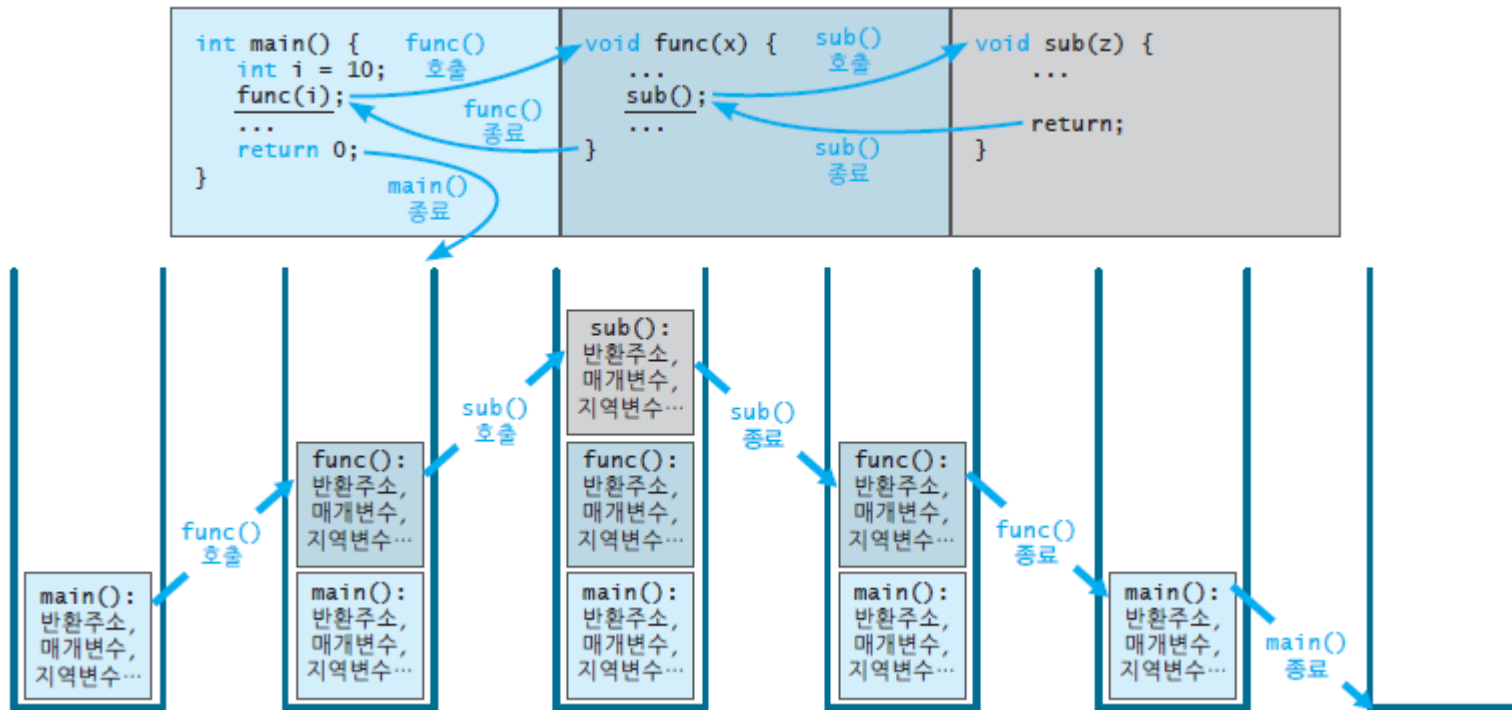 int main() {
int i = 10;
func(i);
...
return 0;
}
func()
호출
func()
종료
main()
종료
void func(x) {
...
sub();
...
}
sub()
호출
sub()
종료
void sub(z) {
...
return;
}
main():
반환주소,
매개변수,
지역변수…
func()
호출
func():
반환주소,
매개변수,
지역변수…
main():
반환주소,
매개변수,
지역변수…
sub()
호출
sub():
반환주소,
매개변수,
지역변수…
func():
반환주소,
매개변수,
지역변수…
main():
반환주소,
매개변수,
지역변수…
sub()
종료
func():
반환주소,
매개변수,
지역변수…
main():
반환주소,
매개변수,
지역변수…
func()
종료
main():
반환주소,
매개변수,
지역변수…
main()
종료